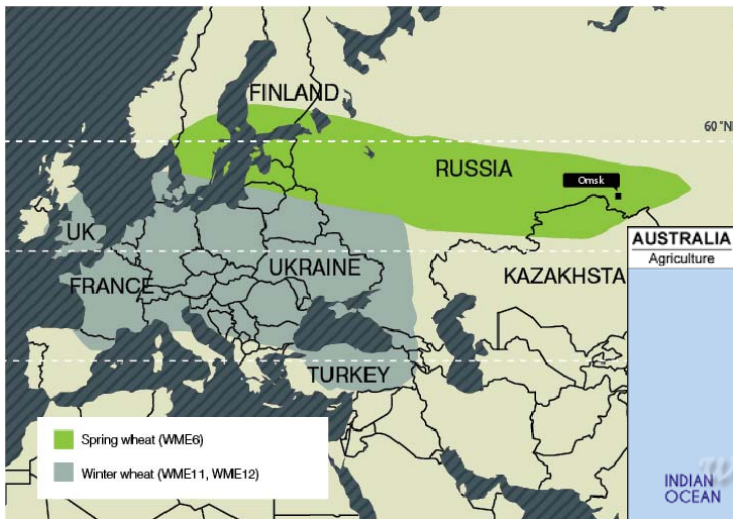 FINLAND
60 °N
RUSSIA
Omsk
UK
UKRAINE
FRANCE
KAZAKHSTA
TURKEY
Spring wheat (WME6)
Winter wheat (WME11, WME12)
AUSTRALIA
Agriculture
INDIAN
OCEAN